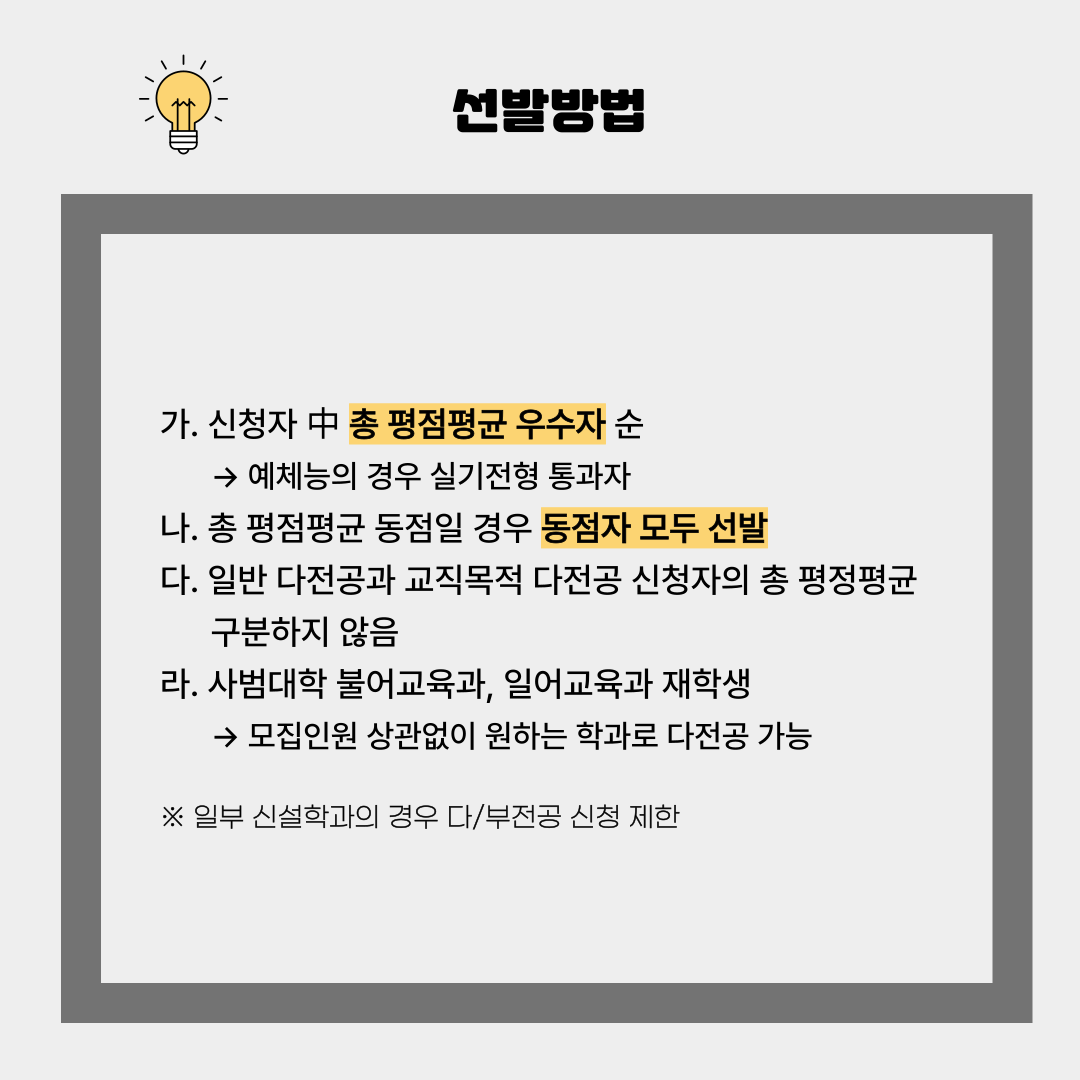 선발방법
가. 신청자 中 총 평점평균 우수자 순
→ 예체능의 경우 실기전형 통과자
나. 총 평점평균 동점일 경우 동점자 모두 선발
다. 일반 다전공과 교직목적 다전공 신청자의 총 평정평균
구분하지 않음
라. 사범대학 불어교육과, 일어교육과 재학생
→ 모집인원 상관없이 원하는 학과로 다전공 가능
※ 일부 신설학과의 경우 다/부전공 신청 제한